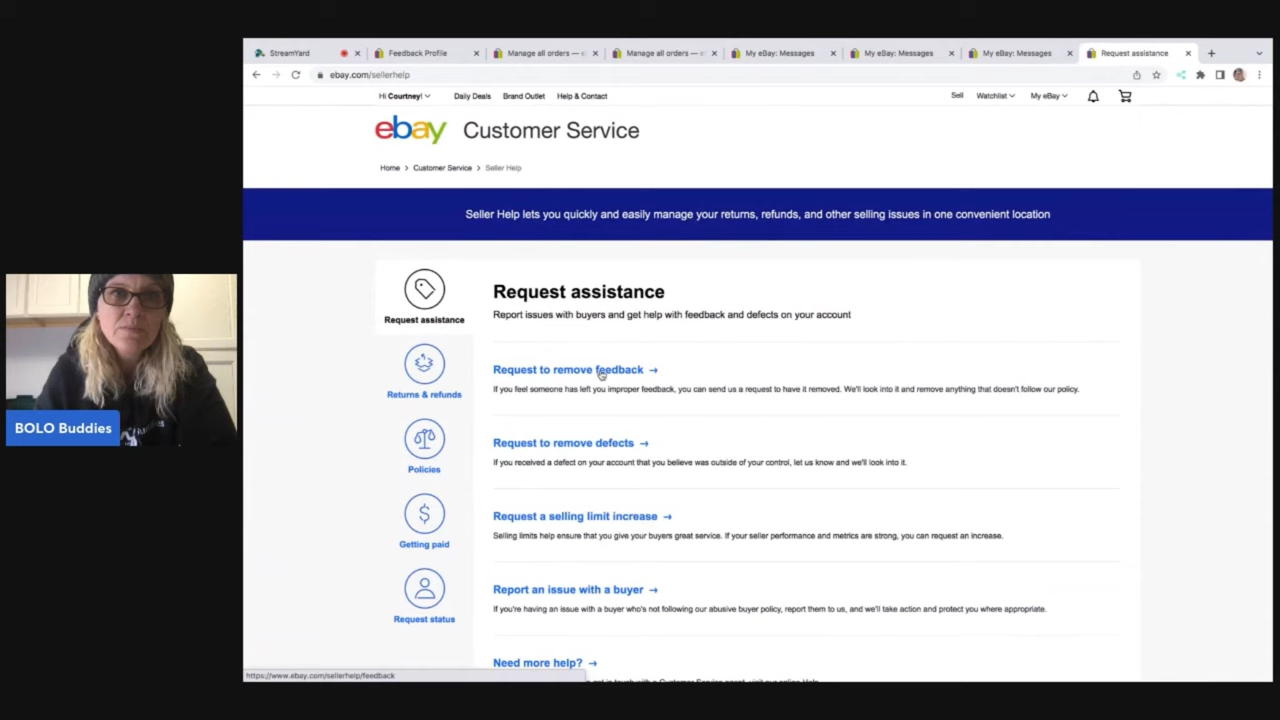 StreamYard
Feedback Profile
Manage all orders — e
Manage all orders — e
My eBay: Messages
My eBay: Messages
My eBay: Messages
Request assistance
ebay.com/sellerhelp
Hi Courtney!
Daily Deals
Brand Outlet
Help & Contact
Sell
Watchlist
My eBay
ebay Customer Service
Home > Customer Service > Seller Help
Seller Help lets you quickly and easily manage your returns, refunds, and other selling issues in one convenient location
Request assistance
Returns & refunds
Policies
Getting paid
Request status
Request assistance
Report issues with buyers and get help with feedback and defects on your account
Request to remove feedback →
If you feel someone has left you improper feedback, you can send us a request to have it removed. We'll look into it and remove anything that doesn't follow our policy.
Request to remove defects →
If you received a defect on your account that you believe was outside of your control, let us know and we'll look into it.
Request a selling limit increase →
Selling limits help ensure that you give your buyers great service. If your seller performance and metrics are strong, you can request an increase.
Report an issue with a buyer →
If you're having an issue with a buyer who's not following our abusive buyer policy, report them to us, and we'll take action and protect you where appropriate.
Need more help? →
get in touch with a Customer Service agent, visit our online Help
https://www.ebay.com/sellerhelp/feedback
BOLO Buddies